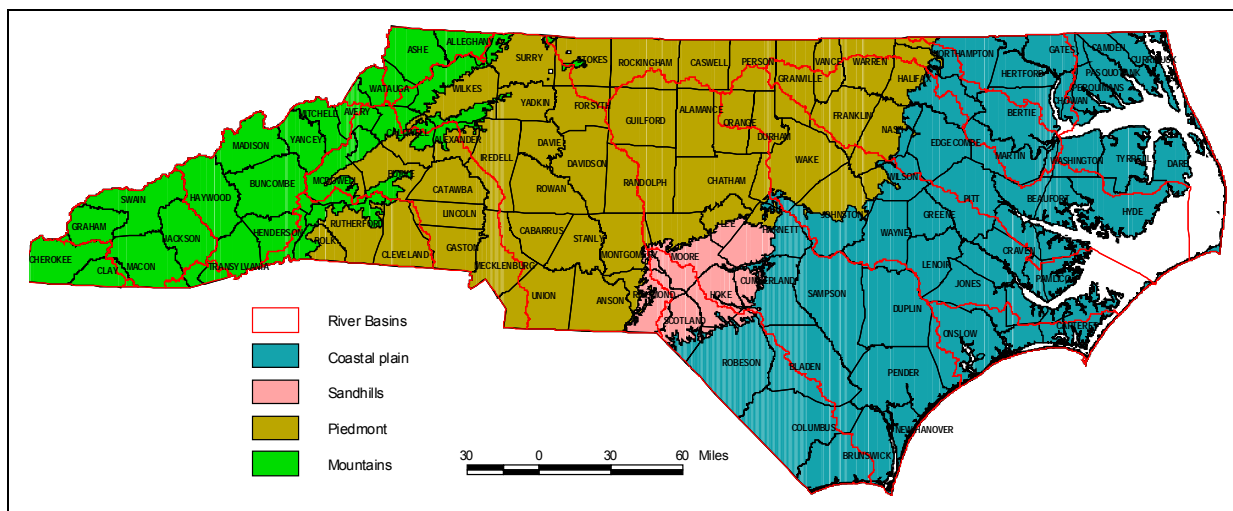 ASHE
ALLEGHANY
SURRY
STOKES
ROCKINGHAM
CASWELL
PERSON
VANCE
WARREN
GRANVILLE
HALIFAX
NORTHAMPTON
GATES
CAMDEN
CURRITUCK
HERTFORD
PASQUOTANK
PERQUIMANS
CHOWAN
WATAUGA
WILKES
YADKIN
FORSYTH
GUILFORD
ALAMANCE
ORANGE
DURHAM
FRANKLIN
NASH
BERTIE
MITCHELL
AVERY
CALDWELL
ALEXANDER
YANCEY
MADISON
IREDELL
DAVIE
DAVIDSON
WAKE
EDGECOMBE
MARTIN
WASHINGTON
TYRRELL
DARE
MCDOWELL
BURKE
CATAWBA
ROWAN
RANDOLPH
CHATHAM
WILSON
PITT
BEAUFORT
HYDE
BUNCOMBE
HAYWOOD
SWAIN
GRAHAM
JACKSON
HENDERSON
RUTHERFORD
POLK
LINCOLN
CABARRUS
STANLY
LEE
HARNETT
JOHNSTON
GREENE
WAYNE
CRAVEN
CHEROKEE
CLAY
MACON
TRANSYLVANIA
CLEVELAND
GASTON
MECKLENBURG
MONTGOMERY
MOORE
CUMBERLAND
LENOIR
JONES
PAMLICO
UNION
ANSON
RICHMOND
HOKE
SCOTLAND
SAMPSON
DUPLIN
ONSLOW
CARTERET
ROBESON
BLADEN
PENDER
COLUMBUS
NEW HANOVER
BRUNSWICK
River Basins
Coastal plain
Sandhills
Piedmont
Mountains
30 0 30 60 Miles